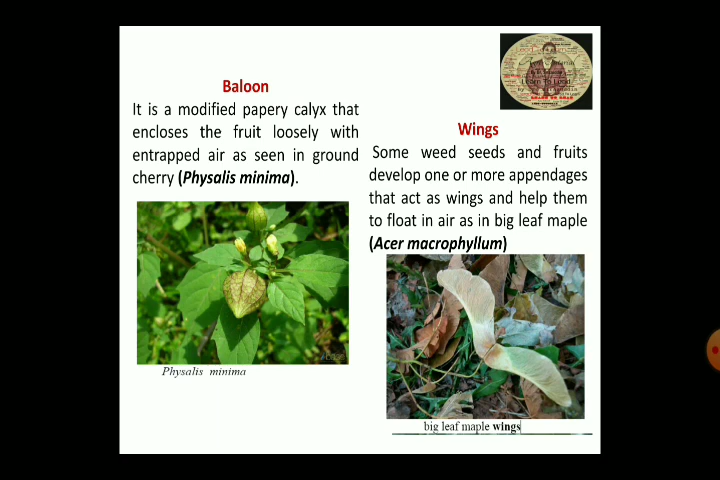 Baloon
It is a modified papery calyx that
encloses the fruit loosely with
entrapped air as seen in ground
cherry (Physalis minima).
Physalis minima
Wings
Some weed seeds and fruits
develop one or more appendages
that act as wings and help them
to float in air as in big leaf maple
(Acer macrophyllum)
big leaf maple wings